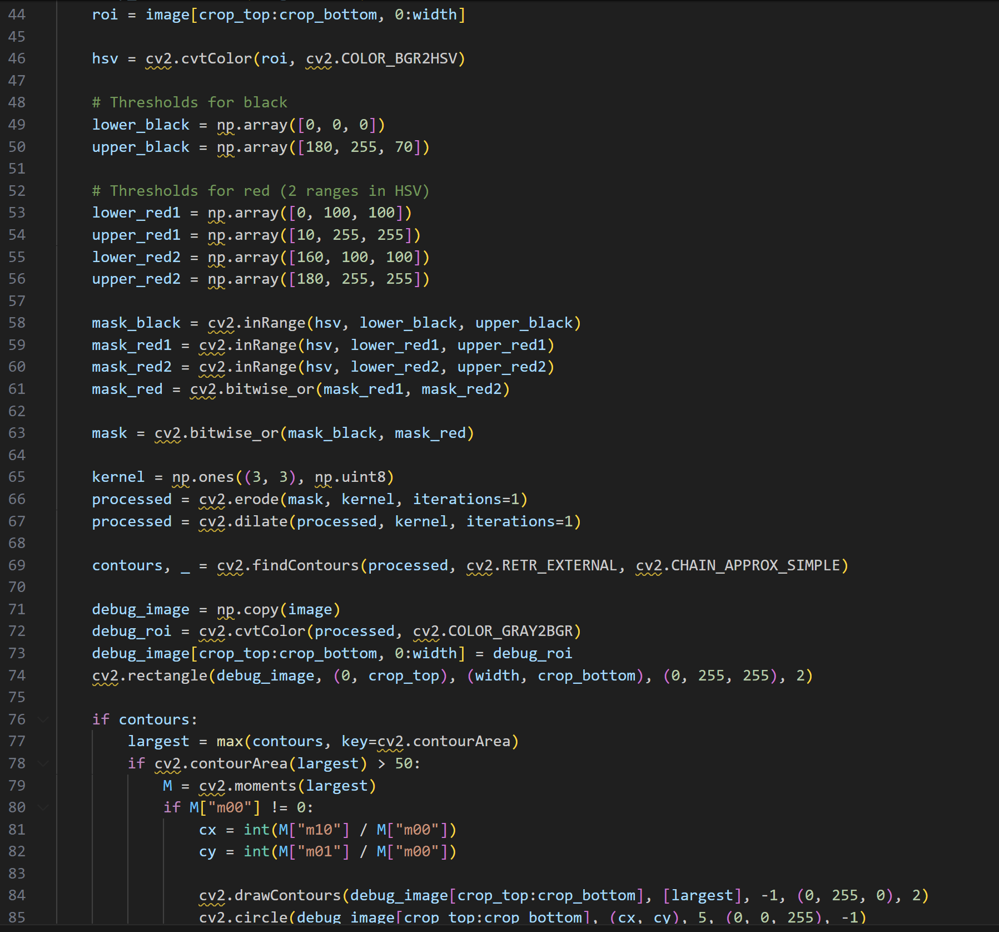 44 roi = image[crop_top:crop_bottom, 0:width]
45
46 hsv = cv2.cvtColor(roi, cv2.COLOR_BGR2HSV)
47
48 # Thresholds for black
49 lower_black = np.array([0, 0, 0])
50 upper_black = np.array([180, 255, 70])
51
52 # Thresholds for red (2 ranges in HSV)
53 lower_red1 = np.array([0, 100, 100])
54 upper_red1 = np.array([10, 255, 255])
55 lower_red2 = np.array([160, 100, 100])
56 upper_red2 = np.array([180, 255, 255])
57
58 mask_black = cv2.inRange(hsv, lower_black, upper_black)
59 mask_red1 = cv2.inRange(hsv, lower_red1, upper_red1)
60 mask_red2 = cv2.inRange(hsv, lower_red2, upper_red2)
61 mask_red = cv2.bitwise_or(mask_red1, mask_red2)
62
63 mask = cv2.bitwise_or(mask_black, mask_red)
64
65 kernel = np.ones((3, 3), np.uint8)
66 processed = cv2.erode(mask, kernel, iterations=1)
67 processed = cv2.dilate(processed, kernel, iterations=1)
68
69 contours, _ = cv2.findContours(processed, cv2.RETR_EXTERNAL, cv2.CHAIN_APPROX_SIMPLE)
70
71 debug_image = np.copy(image)
72 debug_roi = cv2.cvtColor(processed, cv2.COLOR_GRAY2BGR)
73 debug_image[crop_top:crop_bottom, 0:width] = debug_roi
74 cv2.rectangle(debug_image, (0, crop_top), (width, crop_bottom), (0, 255, 255), 2)
75
76 if contours:
77 largest = max(contours, key=cv2.contourArea)
78 if cv2.contourArea(largest) > 50:
79 M = cv2.moments(largest)
80 if M["m00"] != 0:
81 cx = int(M["m10"] / M["m00"])
82 cy = int(M["m01"] / M["m00"])
83
84 cv2.drawContours(debug_image[crop_top:crop_bottom], [largest], -1, (0, 255, 0), 2)
85 cv2.circle(debug_image[crop_top:crop_bottom], (cx, cy), 5, (0, 0, 255), -1)